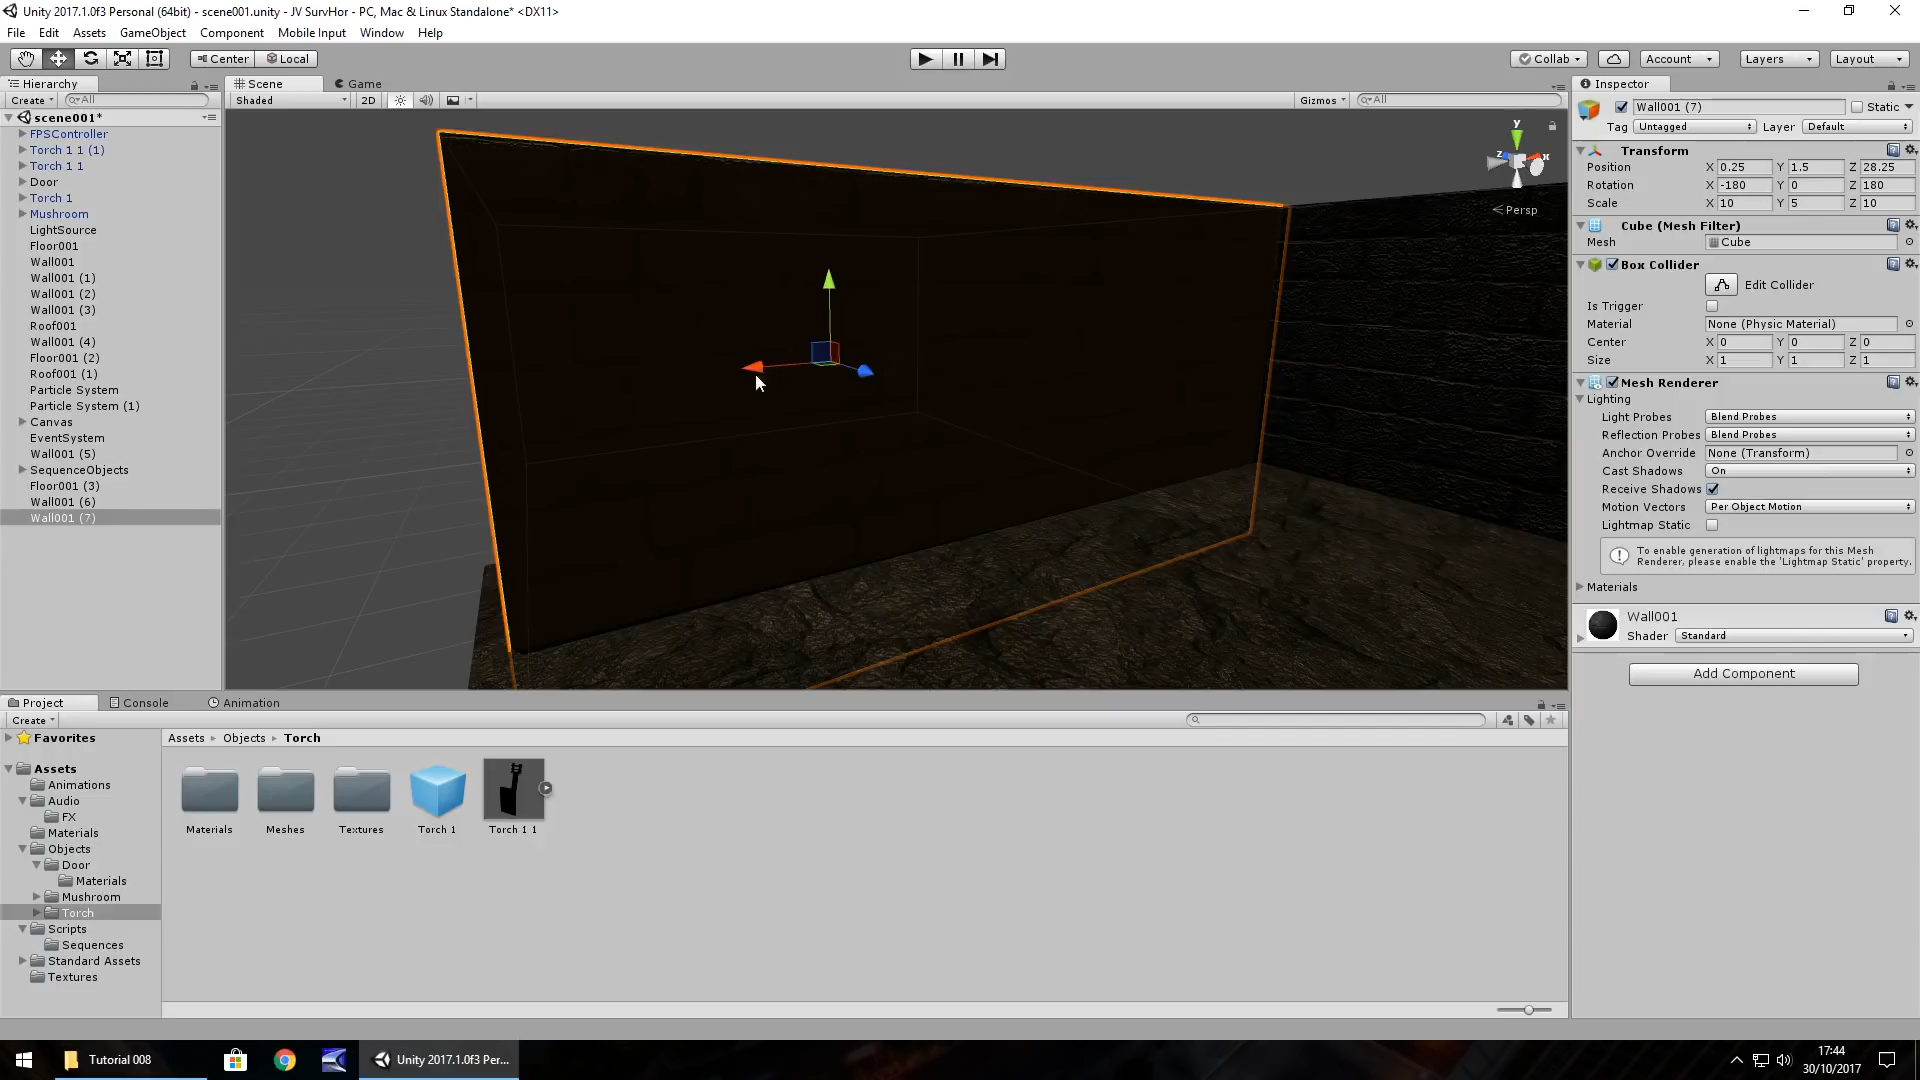 Unity 2017.1.0f3 Personal (64bit) - scene001.unity - JV SurvHor - PC, Mac & Linux Standalone* <DX11>
File Edit Assets GameObject Component Mobile Input Window Help
Center Local Collab Account Layers Layout
Hierarchy
Create All
scene001*
FPSController
Torch 1 1 (1)
Torch 1 1
Door
Torch 1
Mushroom
LightSource
Floor001
Wall001
Wall001 (1)
Wall001 (2)
Wall001 (3)
Roof001
Wall001 (4)
Floor001 (2)
Roof001 (1)
Particle System
Particle System (1)
Canvas
EventSystem
Wall001 (5)
SequenceObjects
Floor001 (3)
Wall001 (6)
Wall001 (7)
Scene Game
Shaded 2D Gizmos All
y
z x
Persp
Inspector
Wall001 (7) Static
Tag Untagged Layer Default
Transform
Position X 0.25 Y 1.5 Z 28.25
Rotation X -180 Y 0 Z 180
Scale X 10 Y 5 Z 10
Cube (Mesh Filter)
Mesh Cube
Box Collider
Edit Collider
Is Trigger
Material None (Physic Material)
Center X 0 Y 0 Z 0
Size X 1 Y 1 Z 1
Mesh Renderer
Lighting
Light Probes Blend Probes
Reflection Probes Blend Probes
Anchor Override None (Transform)
Cast Shadows On
Receive Shadows
Motion Vectors Per Object Motion
Lightmap Static
To enable generation of lightmaps for this Mesh
Renderer, please enable the 'Lightmap Static' property.
Materials
Wall001
Shader Standard
Add Component
Project Console Animation
Create
Favorites
Assets
Animations
Audio
FX
Materials
Objects
Door
Materials
Mushroom
Torch
Scripts
Sequences
Standard Assets
Textures
Assets Objects Torch
Materials Meshes Textures Torch 1 Torch 1 1
Tutorial 008 Unity 2017.1.0f3 Per...
17:44
30/10/2017